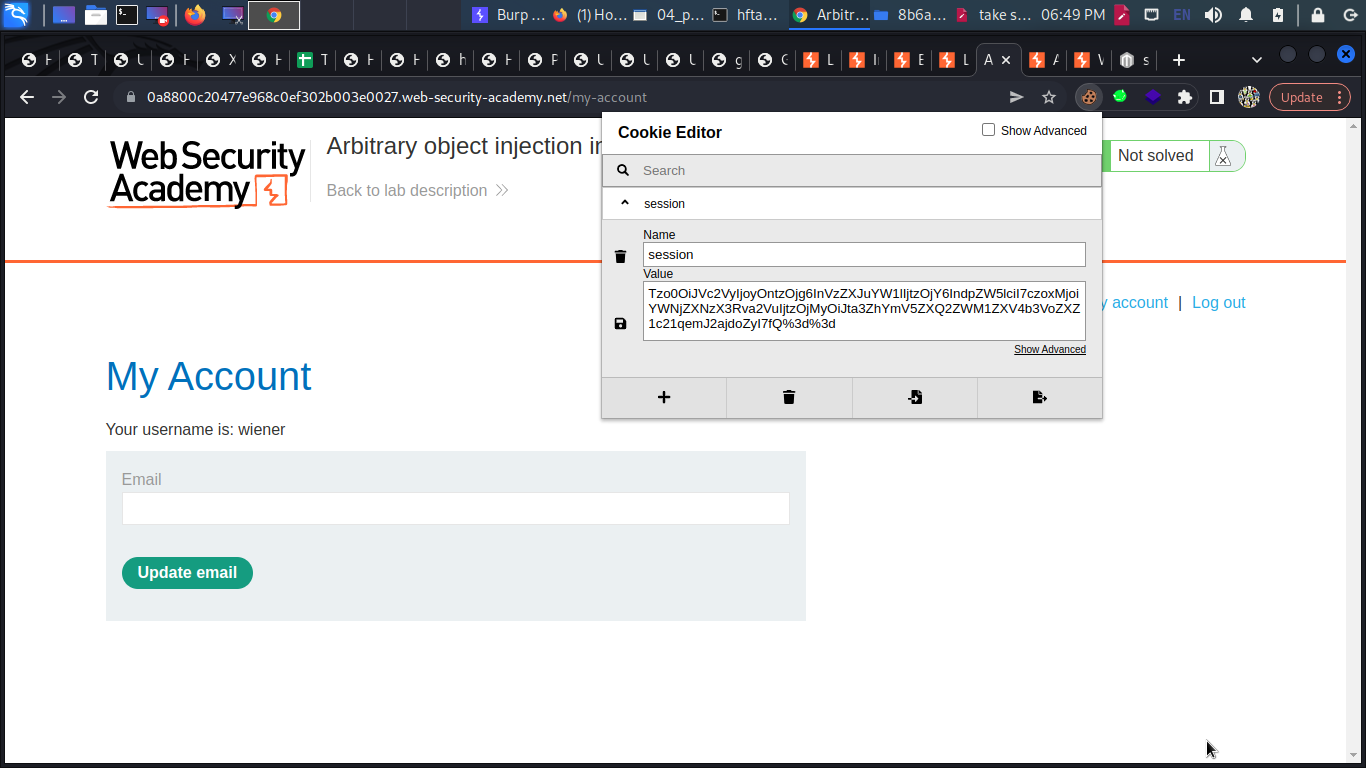 Burp ...
(1) Ho...
04_p...
hfta...
Arbitr...
8b6a...
take s...
06:49 PM
EN
0a8800c20477e968c0ef302b003e0027.web-security-academy.net/my-account
Update
Web Security
Academy
Arbitrary object injection in
Back to lab description
Not solved
Cookie Editor
Show Advanced
Search
session
Name
session
Value
Tzo0OiJVc2VyIjoyOntzOjg6InVzZXJuYW1lIjtzOjY6IndpZW5lciI7czoxMjoi
YWNjZXNzX3Rva2VuIjtzOjMyOiJta3ZhYmV5ZXQ2ZWM1ZXV4b3VoZXZ
1c21qemJ2ajdoZyI7fQ%3d%3d
Show Advanced
y account | Log out
My Account
Your username is: wiener
Email
Update email